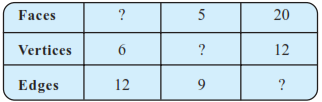 Faces ? 5 20
Vertices 6 ? 12
Edges 12 9 ?